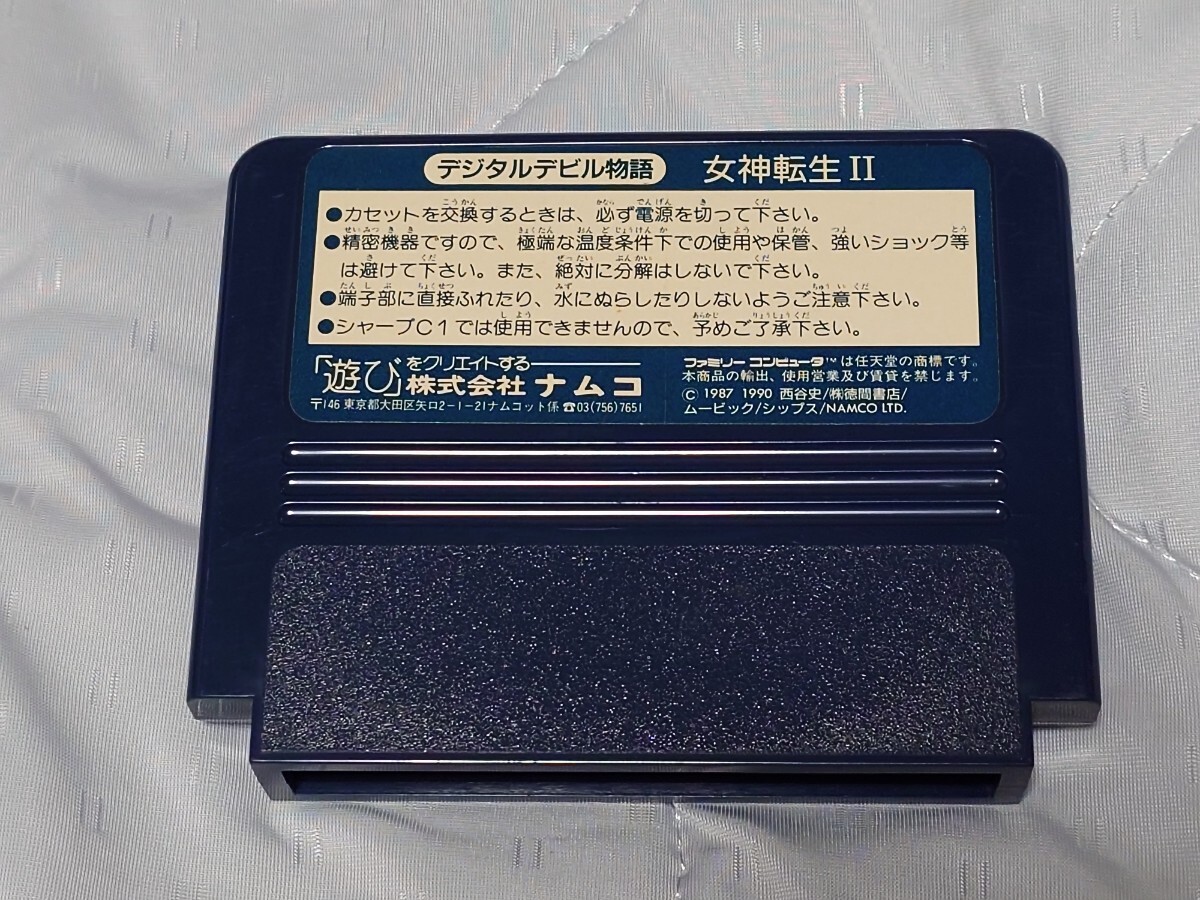 デジタルデビル物語 女神転生II
●カセットを交換するときは、必ず電源を切って下さい。
●精密機器ですので、極端な温度条件下での使用や保管、強いショック等
は避けて下さい。また、絶対に分解はしないで下さい。
●端子部に直接ふれたり、水にぬらしたりしないようご注意下さい。
●シャープC1では使用できませんので、予めご了承下さい。
「遊び」をクリエイトする
株式会社 ナムコ
〒146 東京都大田区矢口2-1-21ナムコット係 ☎03(756)7651
ファミリーコンピュータ™は任天堂の商標です。
本商品の輸出、使用営業及び賃貸を禁じます。
© 1987 1990 西谷史/㈱徳間書店/
ムービック/シップス/NAMCO LTD.